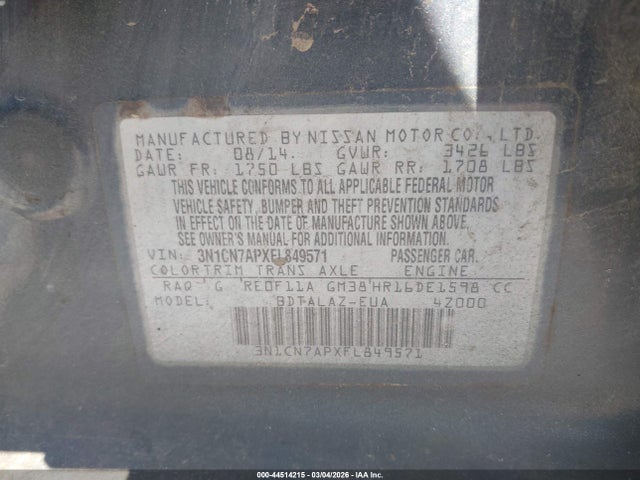 MANUFACTURED BY NISSAN MOTOR CO., LTD.
DATE: 08/14. GVWR: 3426 LBS
GAWR FR: 1750 LBS GAWR RR: 1708 LBS
THIS VEHICLE CONFORMS TO ALL APPLICABLE FEDERAL MOTOR
VEHICLE SAFETY, BUMPER AND THEFT PREVENTION STANDARDS
IN EFFECT ON THE DATE OF MANUFACTURE SHOWN ABOVE.
SEE OWNER'S MANUAL FOR ADDITIONAL INFORMATION.
VIN: 3N1CN7APXFL849571 PASSENGER CAR.
COLOR TRIM TRANS AXLE ENGINE
RAQ G RE0F11A GM38 HR16DE1598 CC
MODEL: BDTALAZ-EUA 4Z000
3N1CN7APXFL849571
000-44514215 - 03/04/2026 - IAA Inc.